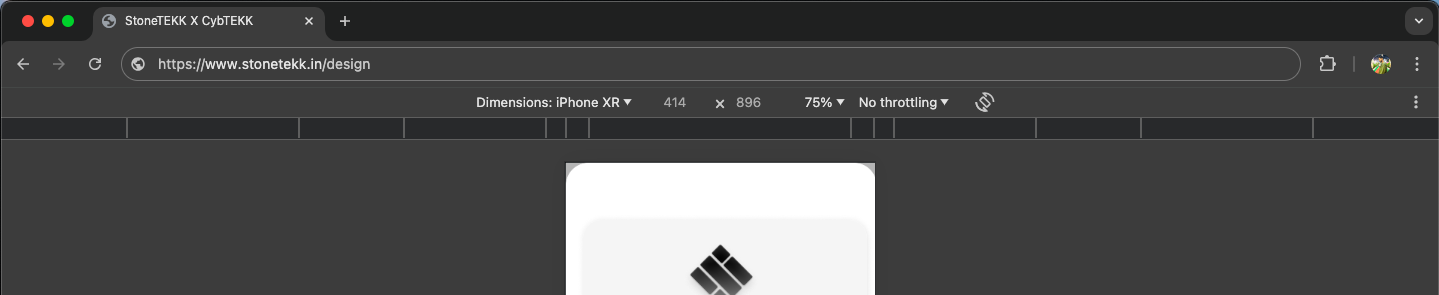 StoneTEKK X CybTEKK
https://www.stonetekk.in/design
Dimensions: iPhone XR 414 × 896 75% No throttling